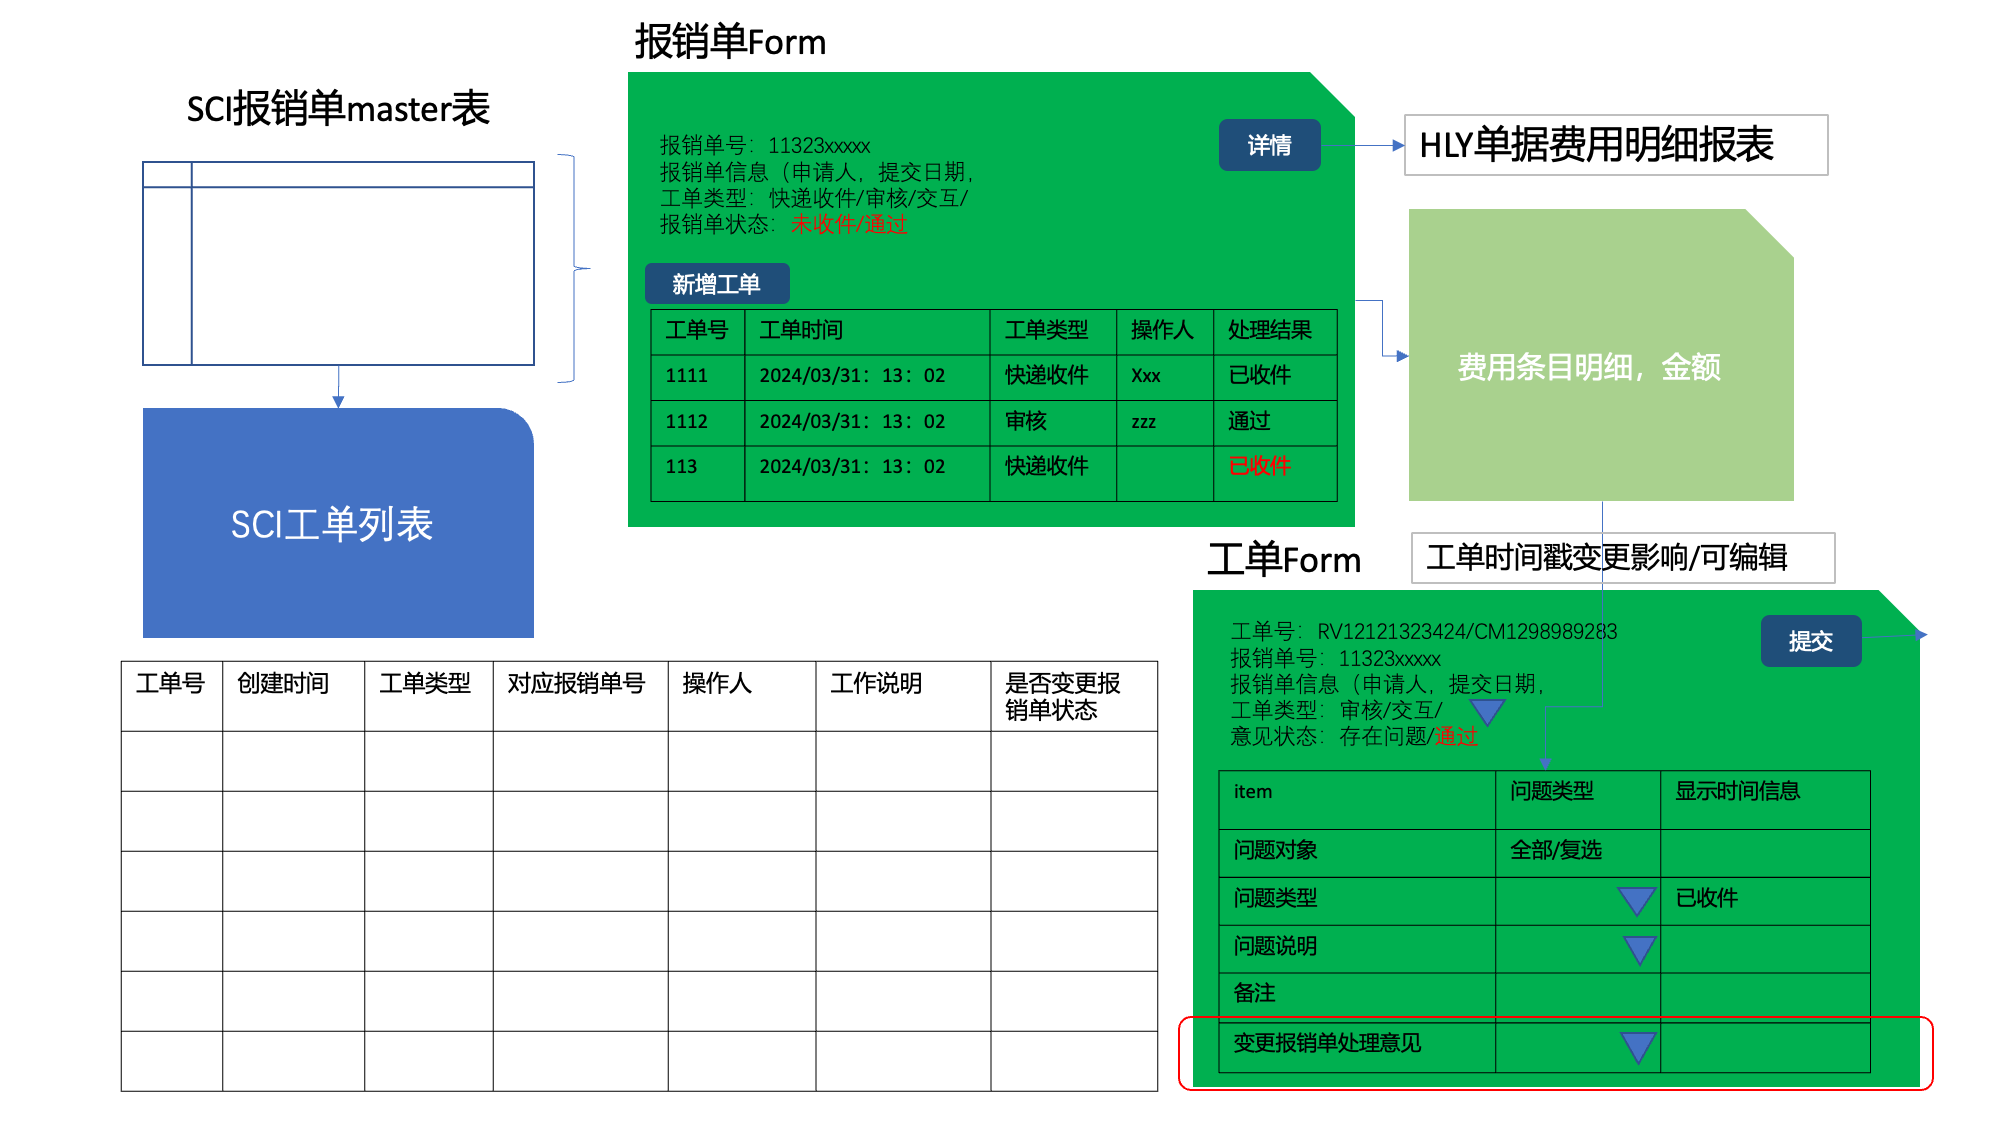 报销单Form
SCI报销单master表
报销单号：11323xxxxx
报销单信息（申请人，提交日期，
工单类型：快递收件/审核/交互/
报销单状态：未收件/通过
详情
HLY单据费用明细报表
新增工单
工单号 工单时间 工单类型 操作人 处理结果
1111 2024/03/31：13：02 快递收件 Xxx 已收件
1112 2024/03/31：13：02 审核 zzz 通过
113 2024/03/31：13：02 快递收件 已收件
费用条目明细，金额
SCI工单列表
工单Form
工单时间戳变更影响/可编辑
工单号：RV12121323424/CM1298989283
报销单号：11323xxxxx
报销单信息（申请人，提交日期，
工单类型：审核/交互/
意见状态：存在问题/通过
提交
item 问题类型 显示时间信息
问题对象 全部/复选
问题类型 已收件
问题说明
备注
变更报销单处理意见
工单号 创建时间 工单类型 对应报销单号 操作人 工作说明 是否变更报
销单状态